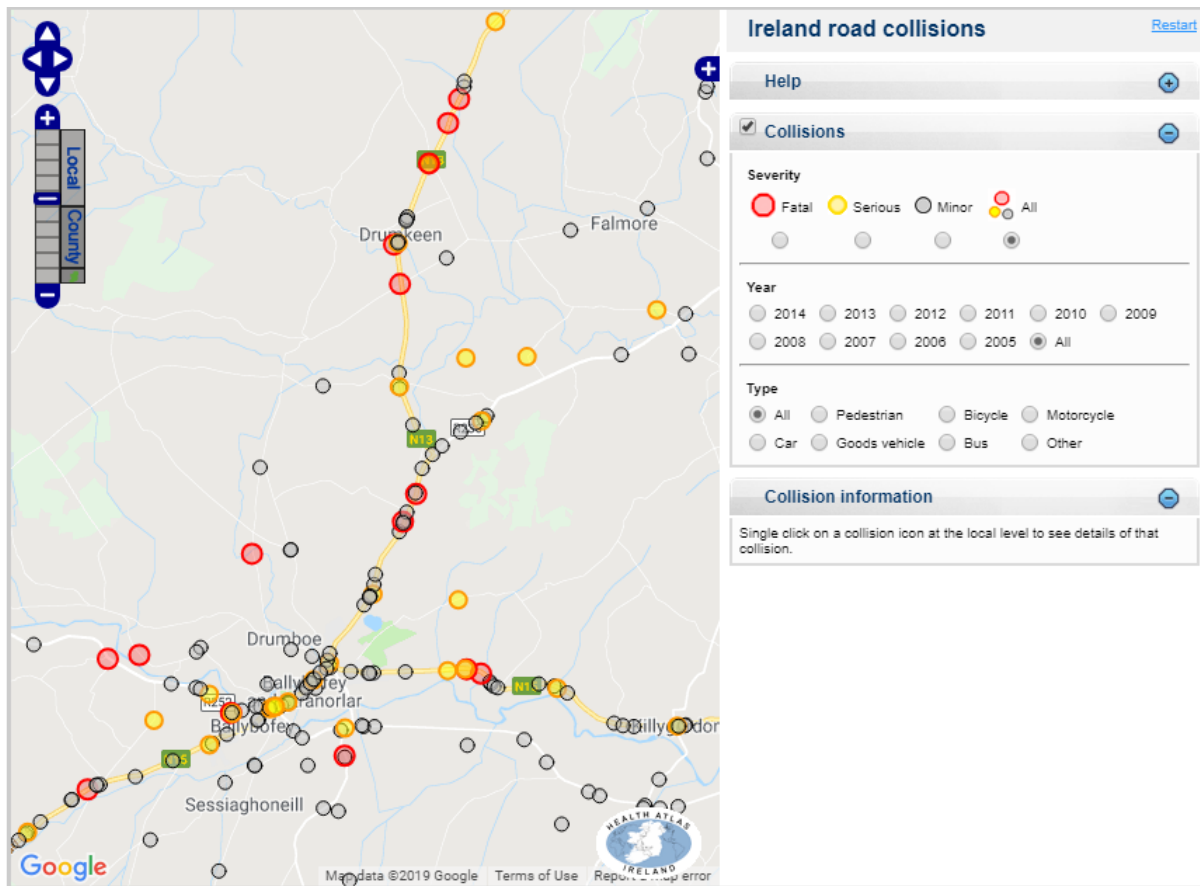 Ireland road collisions
Restart
Help
Collisions
Severity
Fatal Serious Minor All
Year
2014 2013 2012 2011 2010 2009
2008 2007 2006 2005 All
Type
All Pedestrian Bicycle Motorcycle
Car Goods vehicle Bus Other
Collision information
Single click on a collision icon at the local level to see details of that
collision.
Local
County
Drumkeen
Falmore
N13
Drumboe
Ballybofey
Ballybofey
Sessiaghoneill
HEALTH ATLAS
IRELAND
Google
Map data ©2019 Google Terms of Use